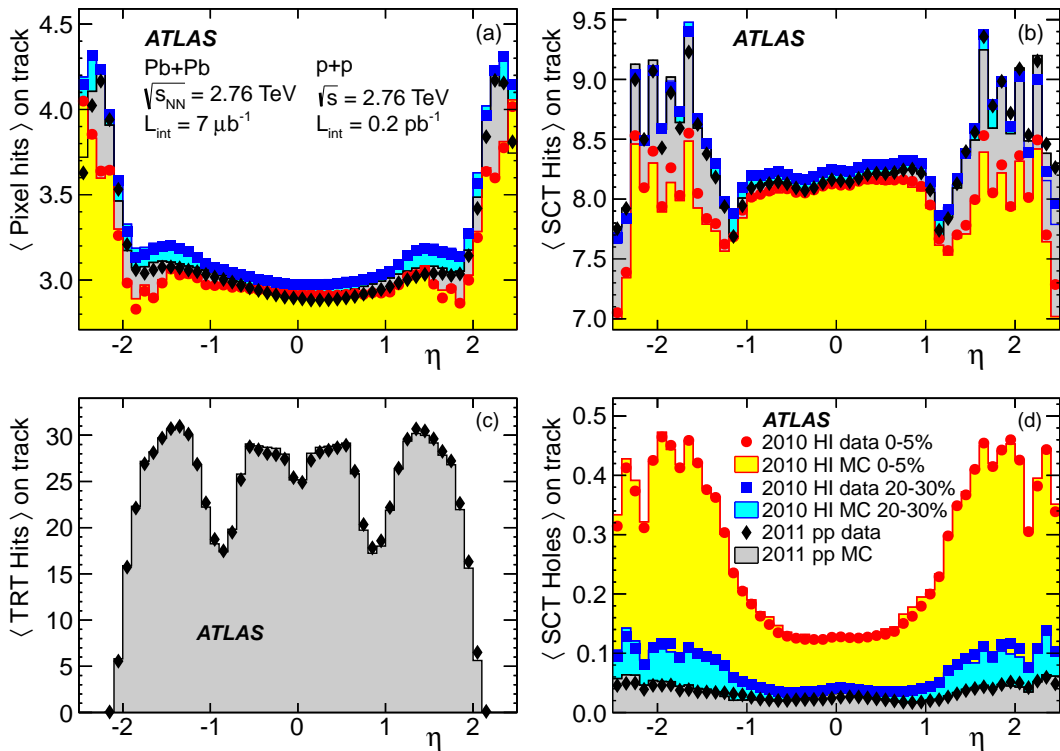 ⟨ Pixel hits ⟩ on track
4.5
4.0
3.5
3.0
(a)
ATLAS
Pb+Pb
√s_NN = 2.76 TeV
L_int = 7 μb⁻¹
p+p
√s = 2.76 TeV
L_int = 0.2 pb⁻¹
-2 -1 0 1 2
η
⟨ SCT Hits ⟩ on track
9.5
9.0
8.5
8.0
7.5
7.0
(b)
ATLAS
-2 -1 0 1 2
η
⟨ TRT Hits ⟩ on track
30
25
20
15
10
5
0
(c)
ATLAS
-2 -1 0 1 2
η
⟨ SCT Holes ⟩ on track
0.5
0.4
0.3
0.2
0.1
0.0
(d)
ATLAS
2010 HI data 0-5%
2010 HI MC 0-5%
2010 HI data 20-30%
2010 HI MC 20-30%
2011 pp data
2011 pp MC
-2 -1 0 1 2
η